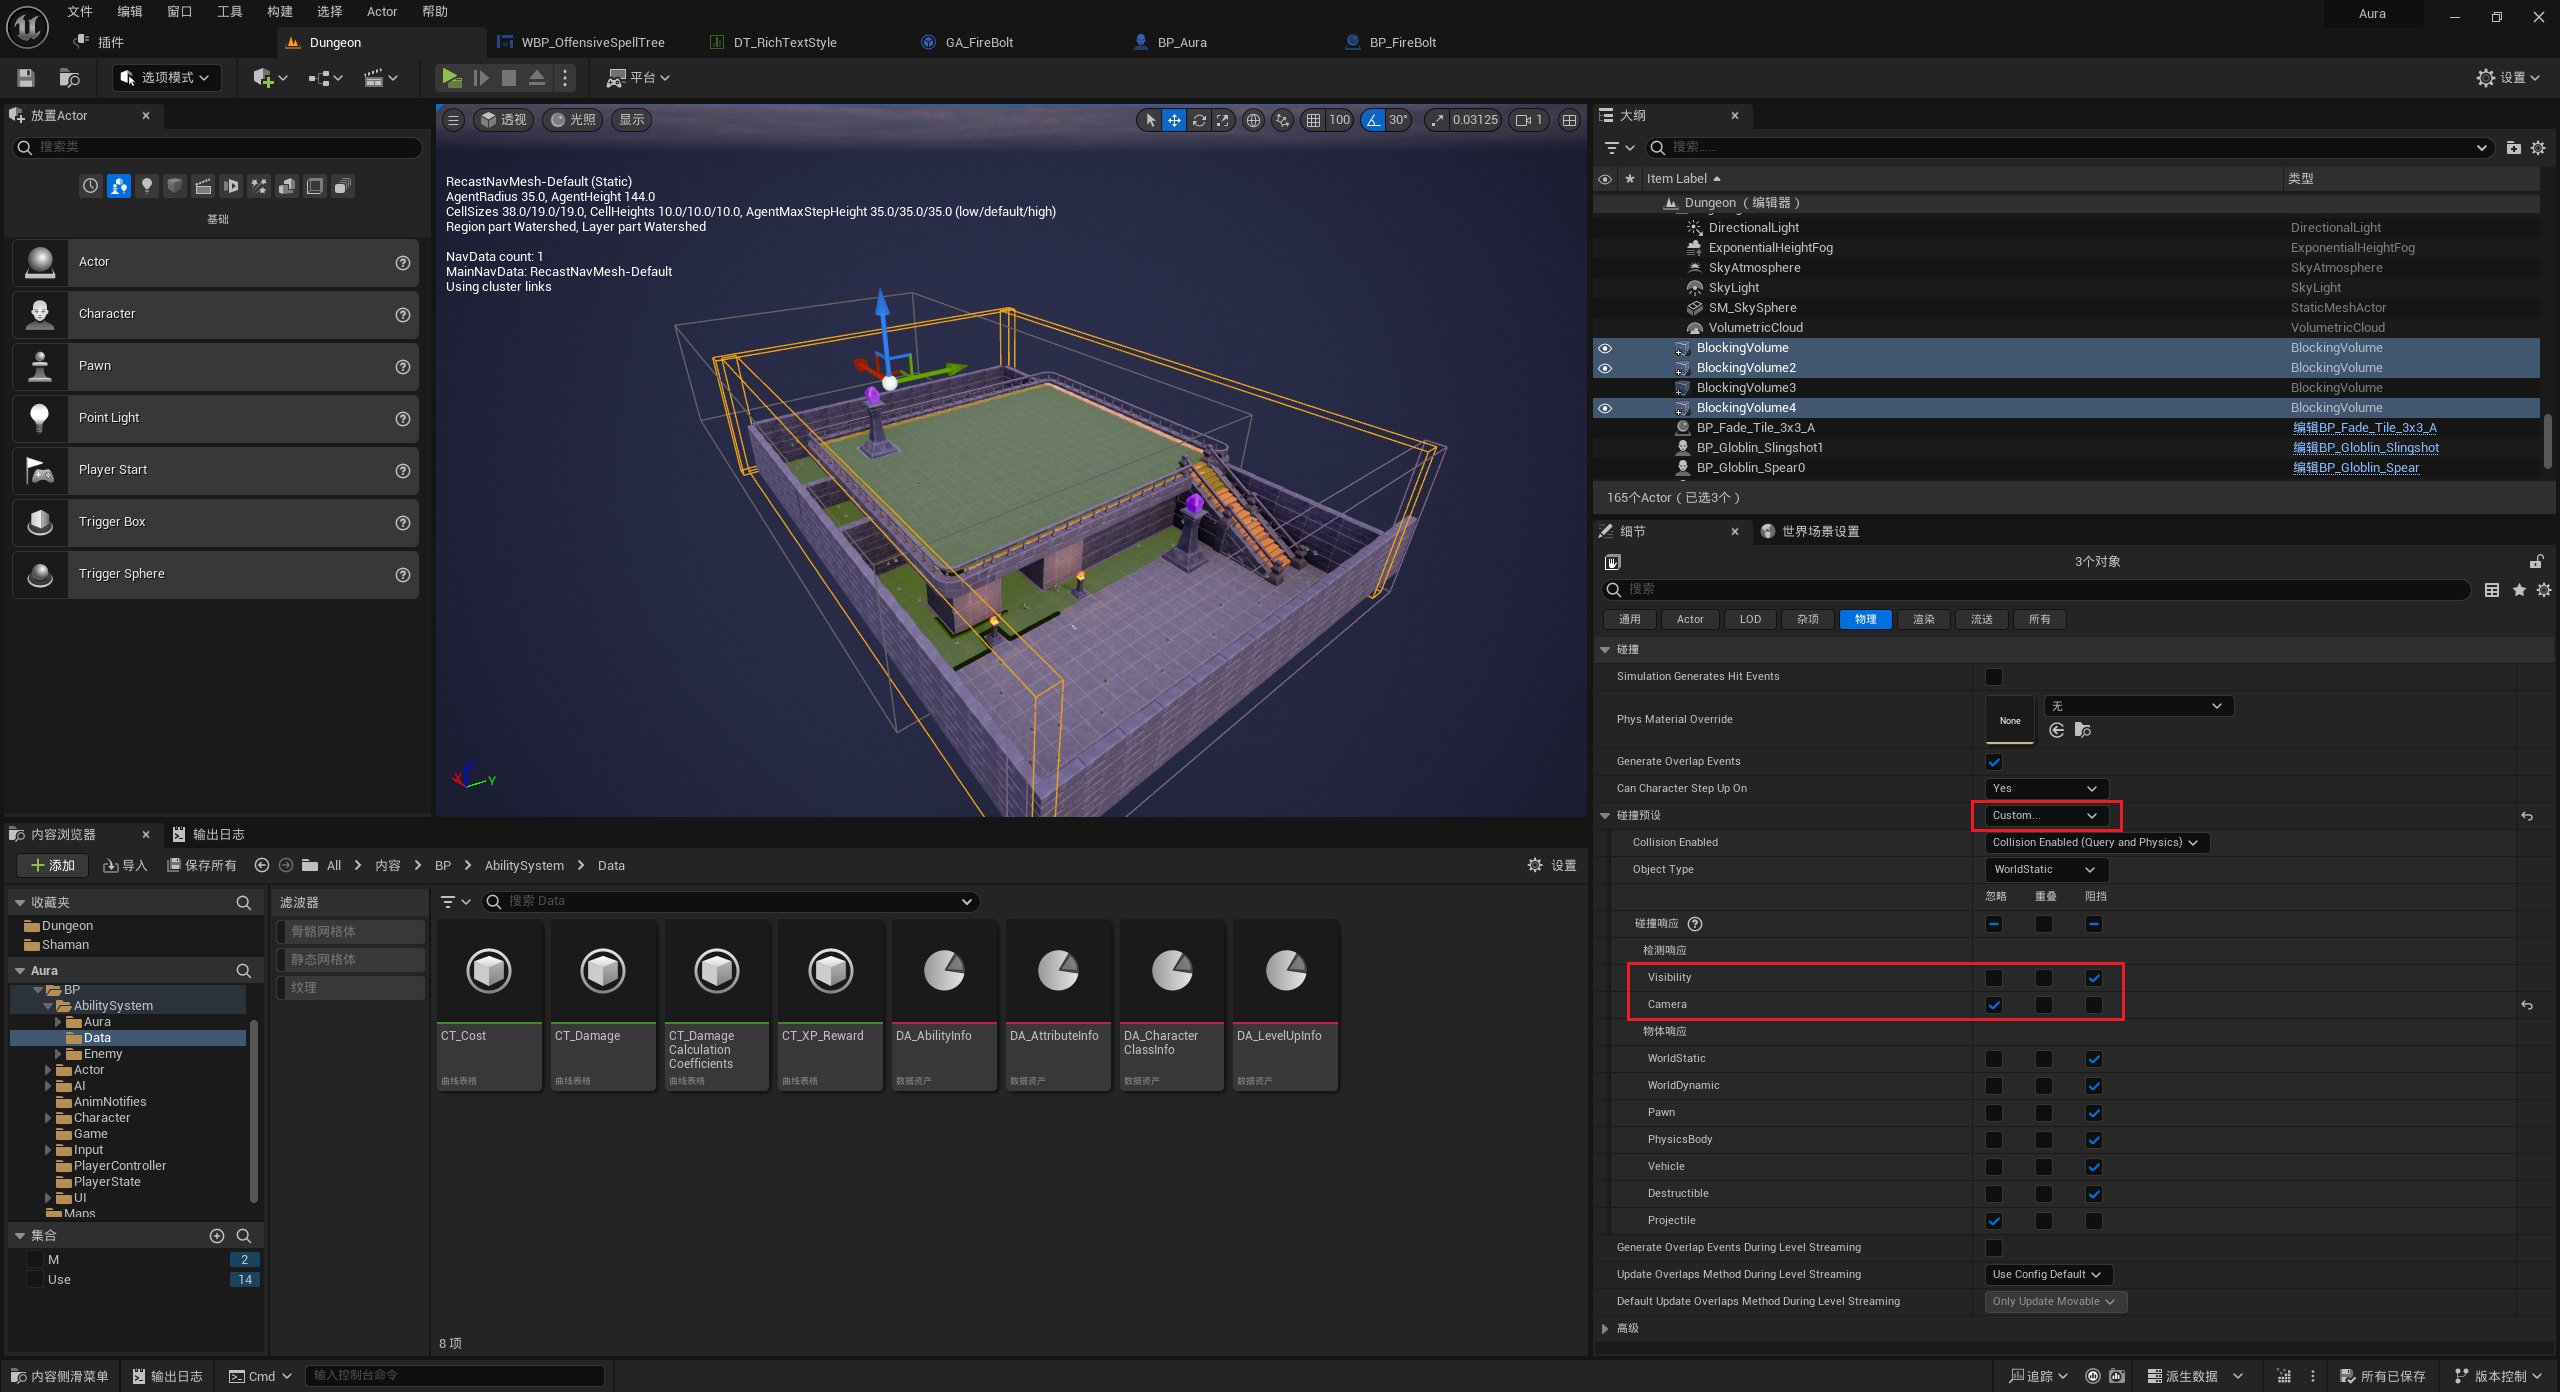 文件 编辑 窗口 工具 构建 选择 Actor 帮助
Aura
插件
Dungeon
WBP_OffensiveSpellTree
DT_RichTextStyle
GA_FireBolt
BP_Aura
BP_FireBolt
选项模式
平台
设置
放置Actor
搜索类
基础
Actor
Character
Pawn
Point Light
Player Start
Trigger Box
Trigger Sphere
透视
光照
显示
100
30°
0.03125
1
RecastNavMesh-Default (Static)
AgentRadius 35.0, AgentHeight 144.0
CellSizes 38.0/19.0/19.0, CellHeights 10.0/10.0/10.0, AgentMaxStepHeight 35.0/35.0/35.0 (low/default/high)
Region part Watershed, Layer part Watershed
NavData count: 1
MainNavData: RecastNavMesh-Default
Using cluster links
X
Z
Y
大纲
搜索......
Item Label
类型
Dungeon（编辑器）
DirectionalLight DirectionalLight
ExponentialHeightFog ExponentialHeightFog
SkyAtmosphere SkyAtmosphere
SkyLight SkyLight
SM_SkySphere StaticMeshActor
VolumetricCloud VolumetricCloud
BlockingVolume BlockingVolume
BlockingVolume2 BlockingVolume
BlockingVolume3 BlockingVolume
BlockingVolume4 BlockingVolume
BP_Fade_Tile_3x3_A 编辑BP_Fade_Tile_3x3_A
BP_Globlin_Slingshot1 编辑BP_Globlin_Slingshot
BP_Globlin_Spear0 编辑BP_Globlin_Spear
165个Actor（已选3个）
细节
世界场景设置
3个对象
搜索
通用 Actor LOD 杂项 物理 渲染 流送 所有
碰撞
Simulation Generates Hit Events
Phys Material Override
None
无
Generate Overlap Events
Can Character Step Up On Yes
碰撞预设 Custom...
Collision Enabled Collision Enabled (Query and Physics)
Object Type WorldStatic
忽略 重叠 阻挡
碰撞响应
检测响应
Visibility
Camera
物体响应
WorldStatic
WorldDynamic
Pawn
PhysicsBody
Vehicle
Destructible
Projectile
Generate Overlap Events During Level Streaming
Update Overlaps Method During Level Streaming Use Config Default
Default Update Overlaps Method During Level Streaming Only Update Movable
高级
内容浏览器
输出日志
添加
导入
保存所有
All
内容
BP
AbilitySystem
Data
设置
收藏夹
Dungeon
Shaman
Aura
BP
AbilitySystem
Aura
Data
Enemy
Actor
AI
AnimNotifies
Character
Game
Input
PlayerController
PlayerState
UI
Maps
集合
M 2
Use 14
滤波器
骨骼网格体
静态网格体
纹理
搜索 Data
CT_Cost
曲线表格
CT_Damage
曲线表格
CT_Damage
Calculation
Coefficients
曲线表格
CT_XP_Reward
曲线表格
DA_AbilityInfo
数据资产
DA_AttributeInfo
数据资产
DA_Character
ClassInfo
数据资产
DA_LevelUpInfo
数据资产
8 项
内容侧滑菜单
输出日志
Cmd
输入控制台命令
追踪
派生数据
所有已保存
版本控制